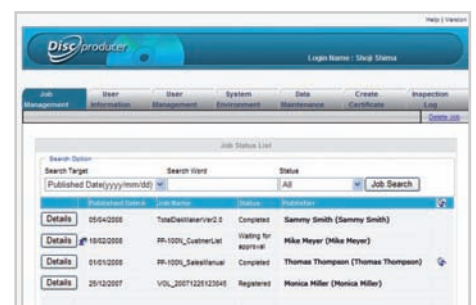 Help | Version
Disc producer
Login Name : Shoji Shima
Job Management
User Information
User Management
System Environment
Data Maintenance
Create Certificate
Inspection Log
Delete Job
Job Status List
Search Option
Search Target Search Word Status
Published Date(yyyy/mm/dd) All Job Search
Published Date Job Name Status Publisher
Details 05/04/2008 TotalDiskMakerVer2.0 Completed Sammy Smith (Sammy Smith)
Details 18/02/2008 PP-100N_CustmerList Waiting for approval Mike Meyer (Mike Meyer)
Details 01/01/2008 PP-100N_SalesManual Completed Thomas Thompson (Thomas Thompson)
Details 25/12/2007 VOL_20071225123045 Registered Monica Miller (Monica Miller)